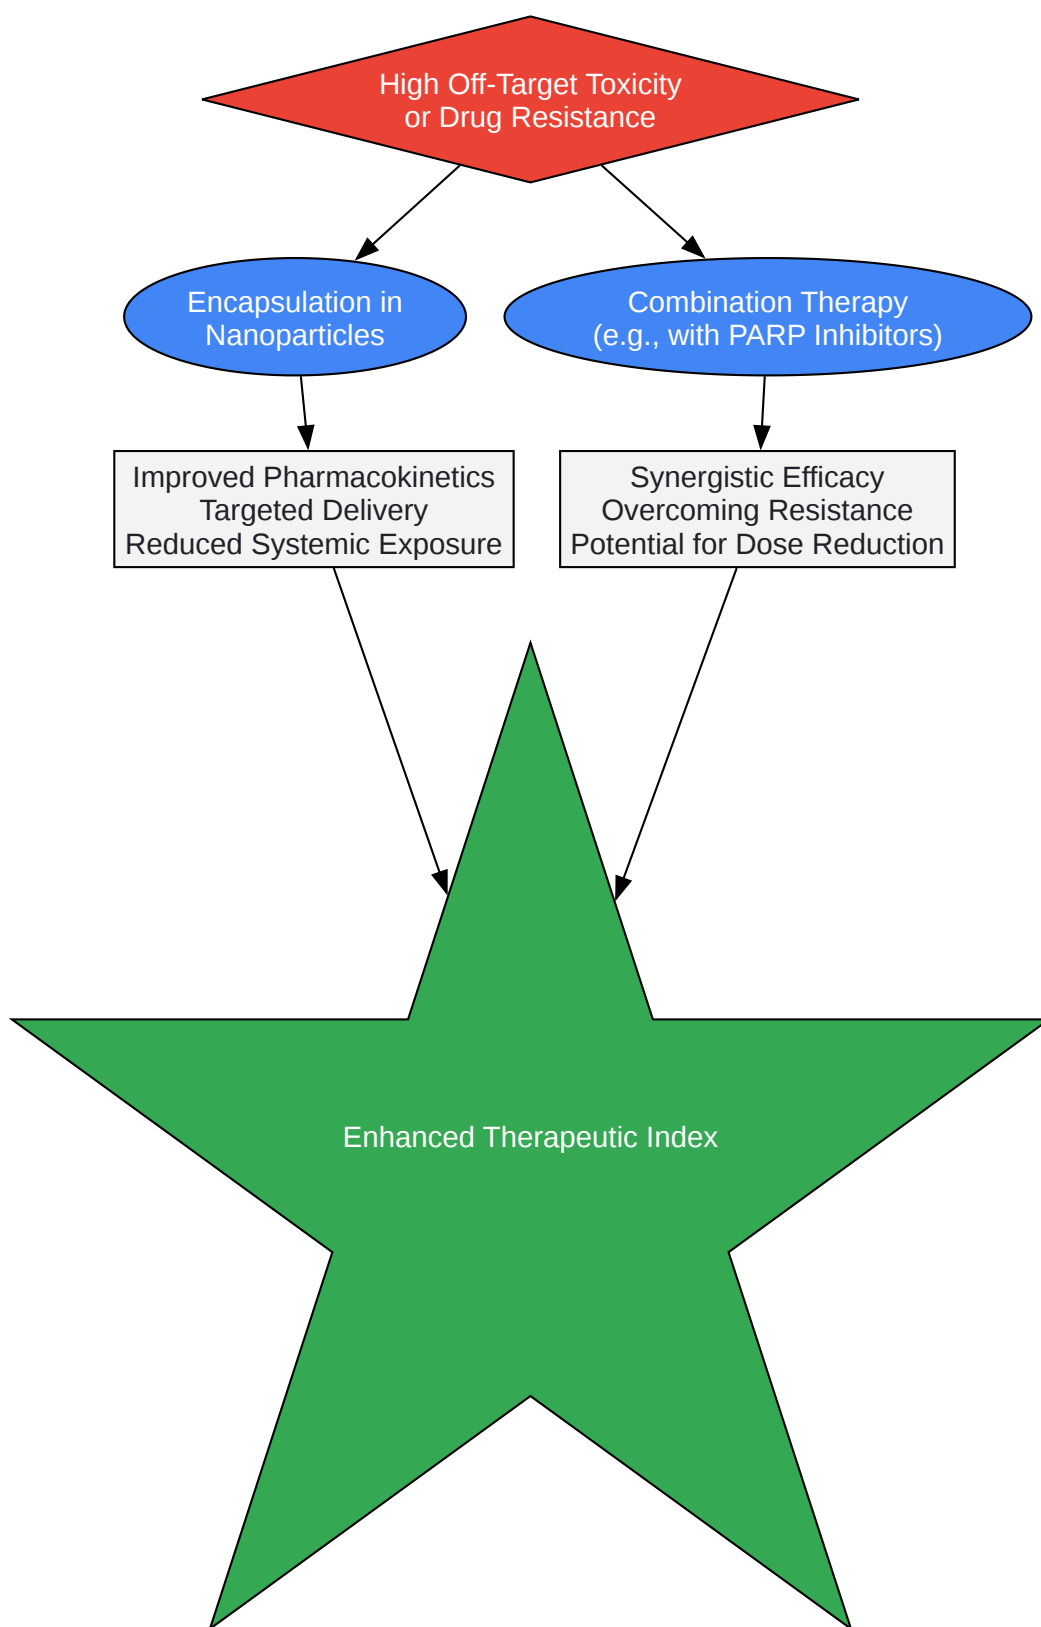 High Off-Target Toxicity
or Drug Resistance
Encapsulation in
Nanoparticles
Combination Therapy
(e.g., with PARP Inhibitors)
Improved Pharmacokinetics
Targeted Delivery
Reduced Systemic Exposure
Synergistic Efficacy
Overcoming Resistance
Potential for Dose Reduction
Enhanced Therapeutic Index